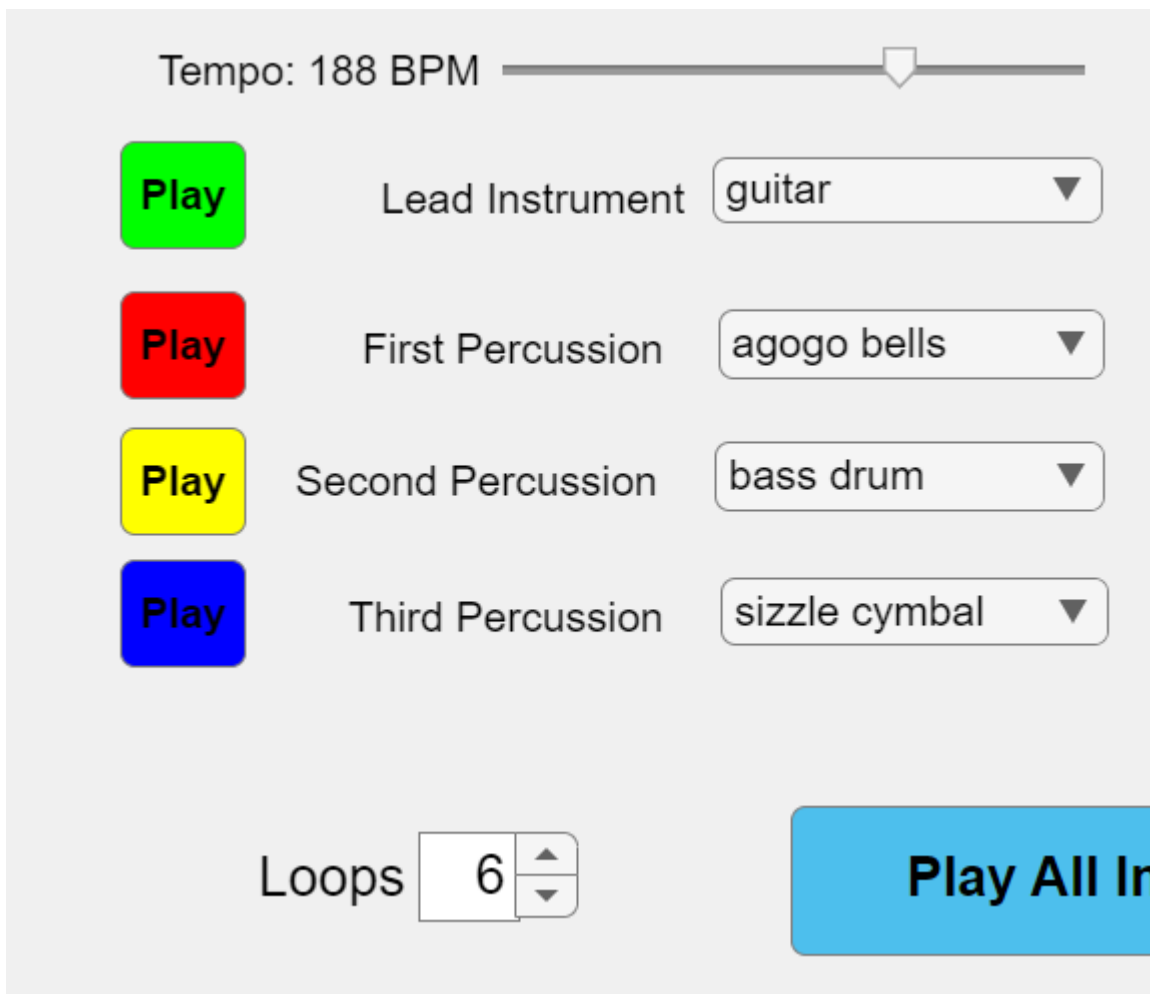 Tempo: 188 BPM
Play Lead Instrument guitar
Play First Percussion agogo bells
Play Second Percussion bass drum
Play Third Percussion sizzle cymbal
Loops 6 Play All